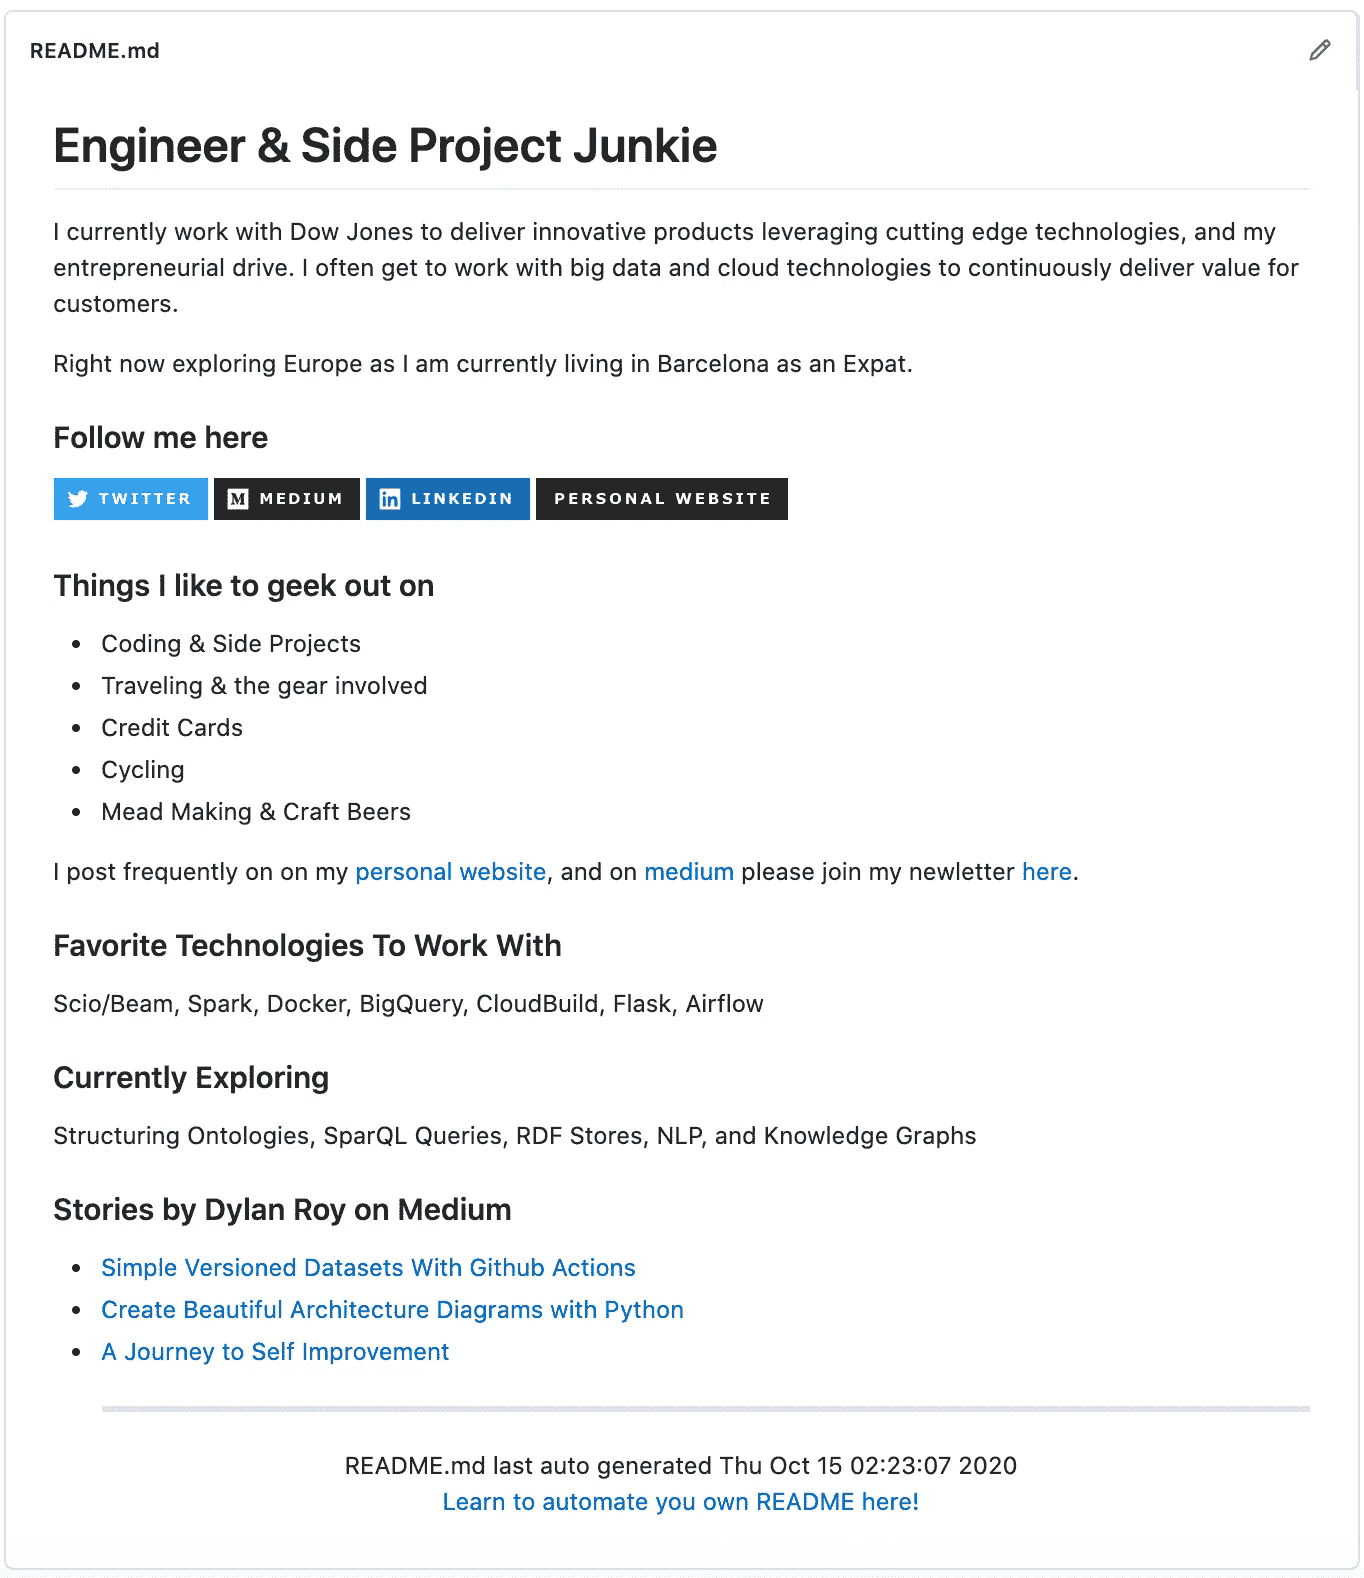 README.md
Engineer & Side Project Junkie
I currently work with Dow Jones to deliver innovative products leveraging cutting edge technologies, and my
entrepreneurial drive. I often get to work with big data and cloud technologies to continuously deliver value for
customers.
Right now exploring Europe as I am currently living in Barcelona as an Expat.
Follow me here
TWITTER M MEDIUM in LINKEDIN PERSONAL WEBSITE
Things I like to geek out on
• Coding & Side Projects
• Traveling & the gear involved
• Credit Cards
• Cycling
• Mead Making & Craft Beers
I post frequently on on my personal website, and on medium please join my newletter here.
Favorite Technologies To Work With
Scio/Beam, Spark, Docker, BigQuery, CloudBuild, Flask, Airflow
Currently Exploring
Structuring Ontologies, SparQL Queries, RDF Stores, NLP, and Knowledge Graphs
Stories by Dylan Roy on Medium
• Simple Versioned Datasets With Github Actions
• Create Beautiful Architecture Diagrams with Python
• A Journey to Self Improvement
README.md last auto generated Thu Oct 15 02:23:07 2020
Learn to automate you own README here!